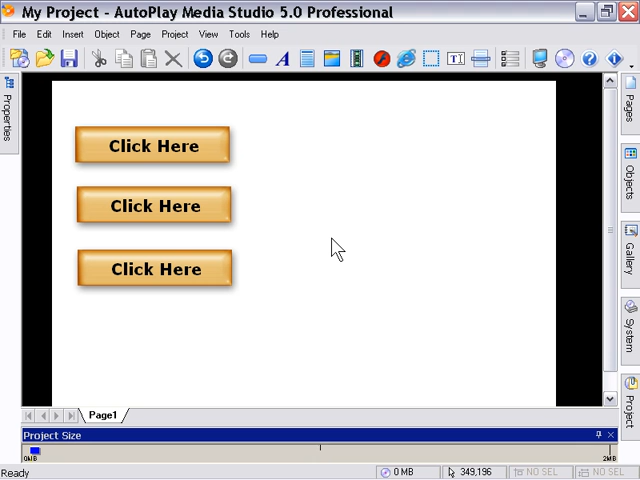 My Project - AutoPlay Media Studio 5.0 Professional
File Edit Insert Object Page Project View Tools Help
Properties
Click Here
Click Here
Click Here
Pages
Objects
Gallery
System
Project
Page1
Project Size
0MB 2MB
Ready 0 MB 349,196 NO SEL NO SEL